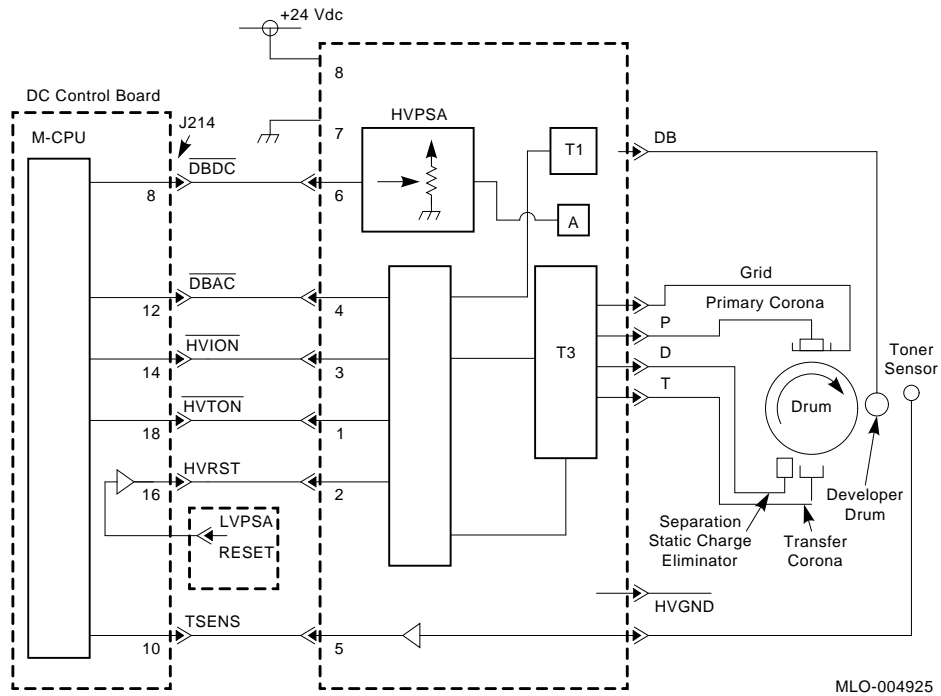 +24 Vdc
8
DC Control Board
HVPSA
J214
7
M-CPU
DB
T1
DBDC
8
6
A
Grid
DBAC
Primary Corona
12
4
P
HVION
T3
D
Toner
Sensor
14
3
T
HVTON
Drum
18
1
HVRST
16
2
Developer
Drum
LVPSA
RESET
Separation
Static Charge
Eliminator
Transfer
Corona
HVGND
TSENS
10
5
MLO-004925